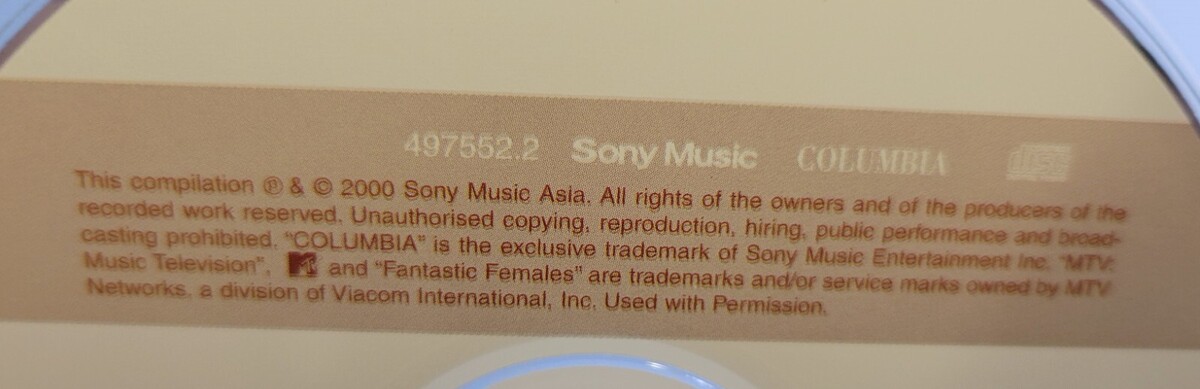 497552.2 Sony Music COLUMBIA
This compilation ℗ & © 2000 Sony Music Asia. All rights of the owners and of the producers of the
recorded work reserved. Unauthorised copying, reproduction, hiring, public performance and broad-
casting prohibited. "COLUMBIA" is the exclusive trademark of Sony Music Entertainment Inc. "MTV:
Music Television", MTV and "Fantastic Females" are trademarks and/or service marks owned by MTV
Networks, a division of Viacom International, Inc. Used with Permission.